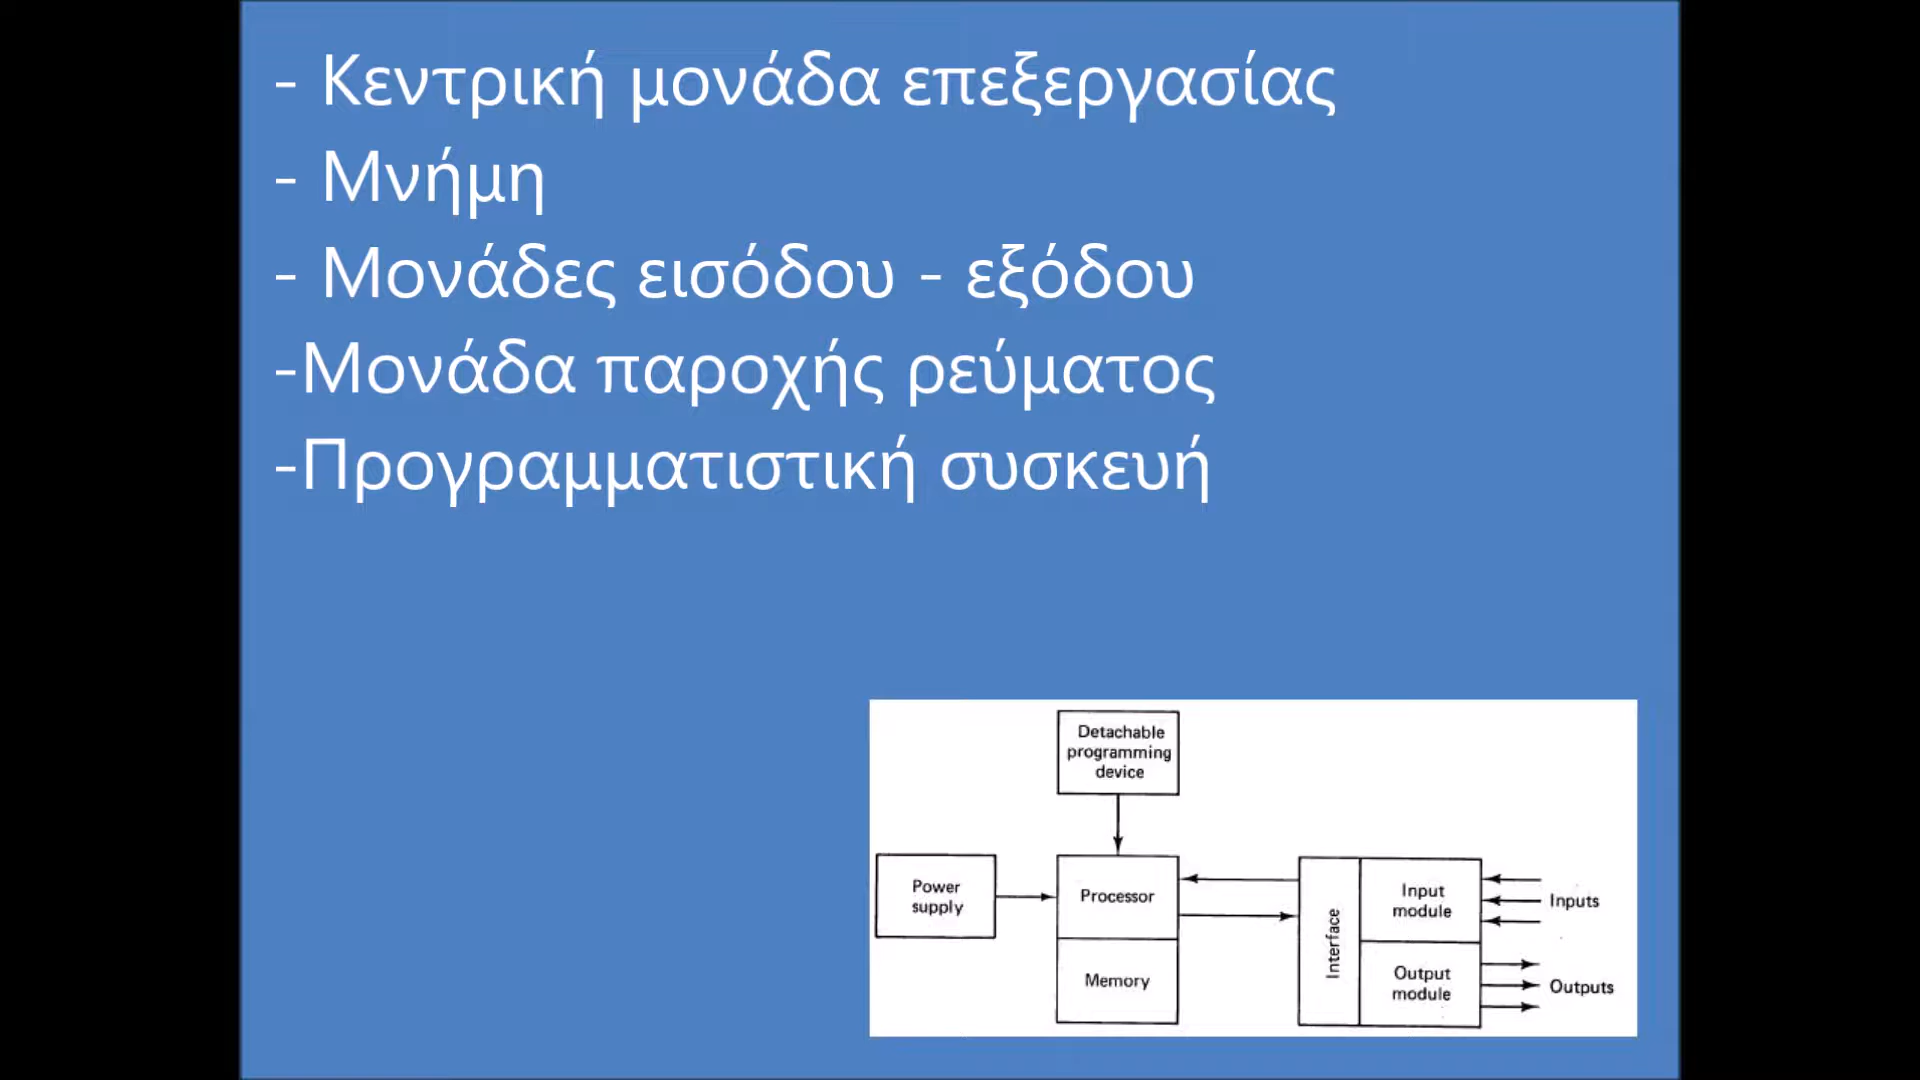 - Κεντρική μονάδα επεξεργασίας
- Μνήμη
- Μονάδες εισόδου - εξόδου
-Μονάδα παροχής ρεύματος
-Προγραμματιστική συσκευή
Detachable
programming
device
Power
supply
Processor
Memory
Interface
Input
module
Inputs
Output
module
Outputs